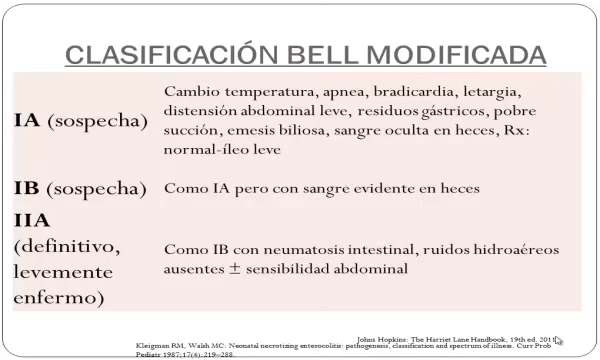 CLASIFICACIÓN BELL MODIFICADA
IA (sospecha)
Cambio temperatura, apnea, bradicardia, letargia,
distensión abdominal leve, residuos gástricos, pobre
succión, emesis biliosa, sangre oculta en heces, Rx:
normal-íleo leve
IB (sospecha)
Como IA pero con sangre evidente en heces
IIA
(definitivo,
levemente
enfermo)
Como IB con neumatosis intestinal, ruidos hidroaéreos
ausentes ± sensibilidad abdominal
Johns Hopkins: The Harriet Lane Handbook, 19th ed. 2011
Kleigman RM, Walsh MC: Neonatal necrotizing enterocolitis: pathogenesis, classification and spectrum of illness. Curr Prob
Pediatr 1987;17(4):219–288.